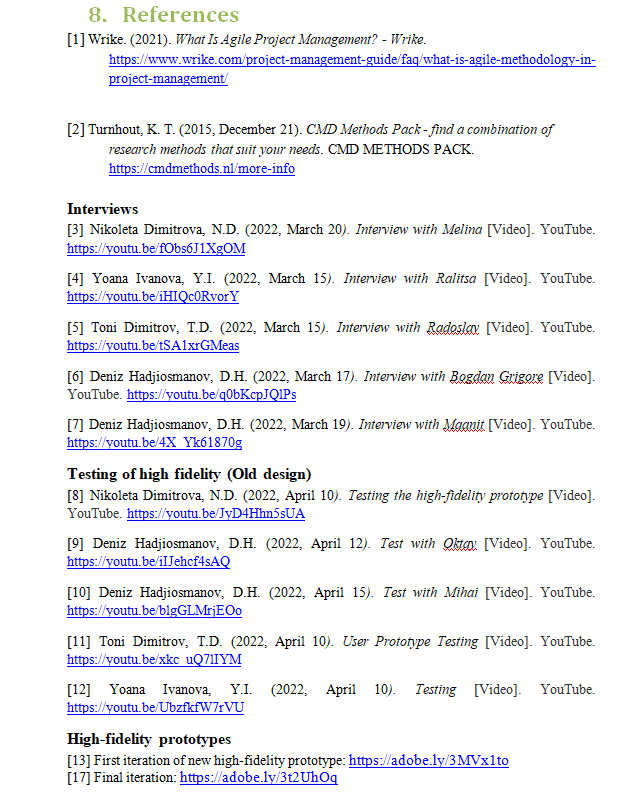 8. References
[1] Wrike. (2021). What Is Agile Project Management? - Wrike.
https://www.wrike.com/project-management-guide/faq/what-is-agile-methodology-in-
project-management/
[2] Turnhout, K. T. (2015, December 21). CMD Methods Pack - find a combination of
research methods that suit your needs. CMD METHODS PACK.
https://cmdmethods.nl/more-info
Interviews
[3] Nikoleta Dimitrova, N.D. (2022, March 20). Interview with Melina [Video]. YouTube.
https://youtu.be/fObs6J1XgOM
[4] Yoana Ivanova, Y.I. (2022, March 15). Interview with Ralitsa [Video]. YouTube.
https://youtu.be/iHIQc0RvorY
[5] Toni Dimitrov, T.D. (2022, March 15). Interview with Radoslav [Video]. YouTube.
https://youtu.be/tSA1xrGMeas
[6] Deniz Hadjiosmanov, D.H. (2022, March 17). Interview with Bogdan Grigore [Video].
YouTube. https://youtu.be/q0bKcpJQlPs
[7] Deniz Hadjiosmanov, D.H. (2022, March 19). Interview with Maanit [Video]. YouTube.
https://youtu.be/4X_Yk61870g
Testing of high fidelity (Old design)
[8] Nikoleta Dimitrova, N.D. (2022, April 10). Testing the high-fidelity prototype [Video].
YouTube. https://youtu.be/JyD4Hhn5sUA
[9] Deniz Hadjiosmanov, D.H. (2022, April 12). Test with Oktay [Video]. YouTube.
https://youtu.be/iIJehcf4sAQ
[10] Deniz Hadjiosmanov, D.H. (2022, April 15). Test with Mihai [Video]. YouTube.
https://youtu.be/blgGLMrjEOo
[11] Toni Dimitrov, T.D. (2022, April 10). User Prototype Testing [Video]. YouTube.
https://youtu.be/xkc_uQ7lIYM
[12] Yoana Ivanova, Y.I. (2022, April 10). Testing [Video]. YouTube.
https://youtu.be/UbzfkfW7rVU
High-fidelity prototypes
[13] First iteration of new high-fidelity prototype: https://adobe.ly/3MVx1to
[17] Final iteration: https://adobe.ly/3t2UhOq